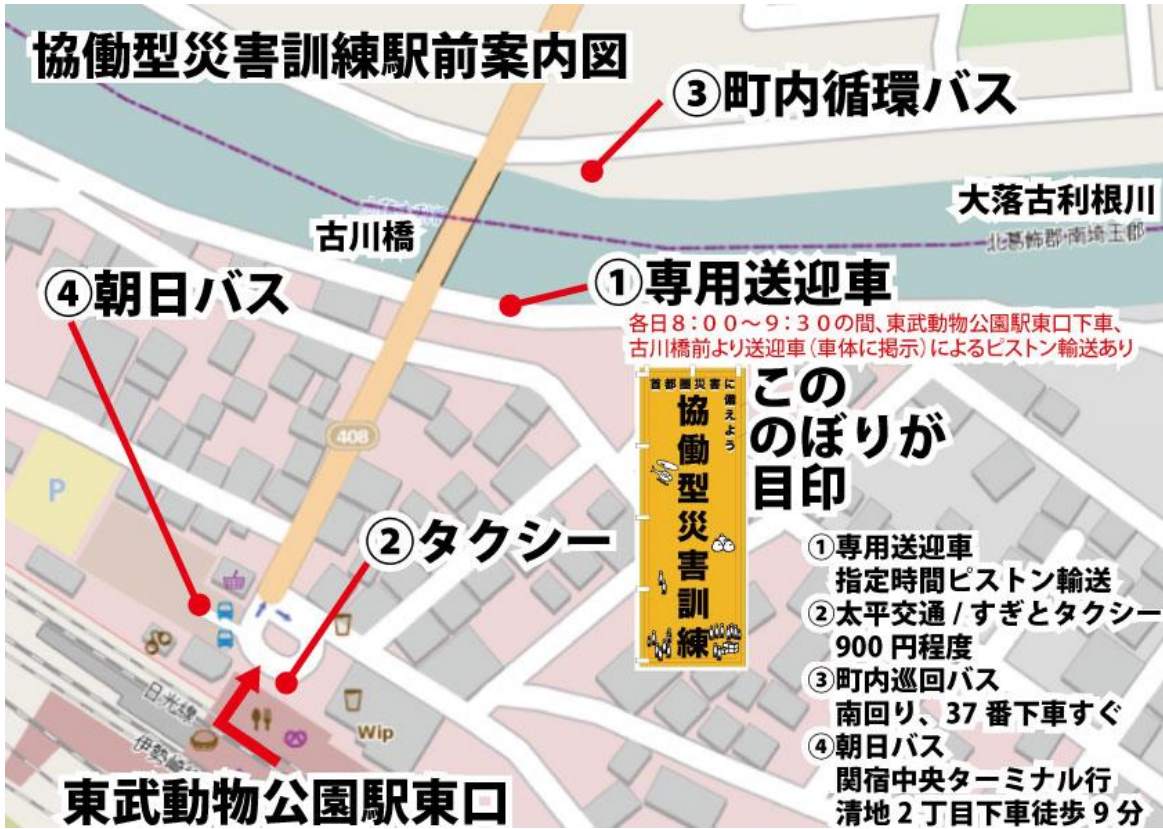 協働型災害訓練駅前案内図
③町内循環バス
大落古利根川
北葛飾郡南埼玉郡
古川橋
④朝日バス
①専用送迎車
各日8:00～9:30の間、東武動物公園駅東口下車、
古川橋前より送迎車(車体に掲示)によるピストン輸送あり
首都圏災害に
備えよう
協働型災害訓練
この
のぼりが
目印
408
P
②タクシー
①専用送迎車
指定時間ピストン輸送
②太平交通/すぎとタクシー
900円程度
③町内巡回バス
南回り、37番下車すぐ
④朝日バス
関宿中央ターミナル行
清地2丁目下車徒歩9分
日光線
伊勢崎
Wip
東武動物公園駅東口